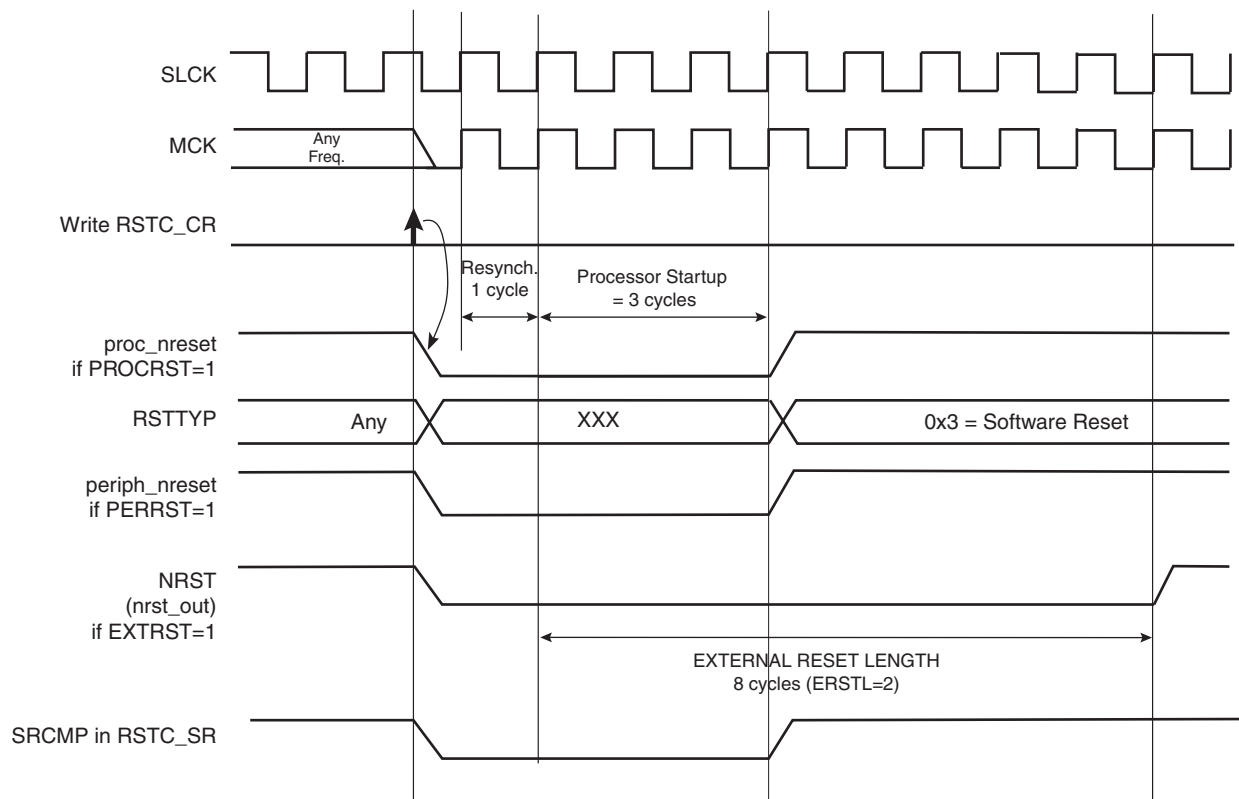 SLCK
MCK
Any
Freq.
Write RSTC_CR
Resynch.
1 cycle
Processor Startup
= 3 cycles
proc_nreset
if PROCRST=1
RSTTYP
Any
XXX
0x3 = Software Reset
periph_nreset
if PERRST=1
NRST
(nrst_out)
if EXTRST=1
EXTERNAL RESET LENGTH
8 cycles (ERSTL=2)
SRCMP in RSTC_SR